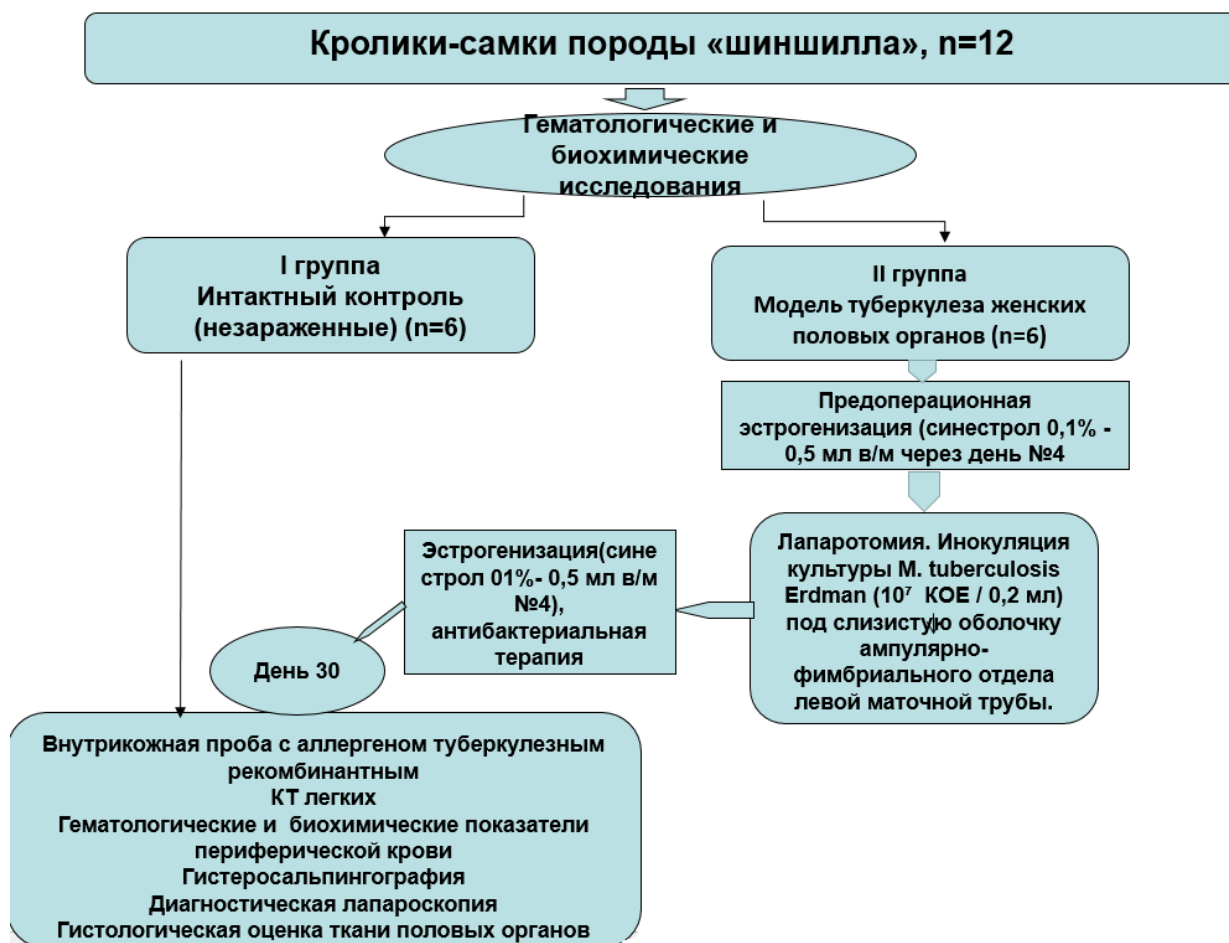 Кролики-самки породы «шиншилла», n=12
Гематологические и
биохимические
исследования
I группа
Интактный контроль
(незараженные) (n=6)
II группа
Модель туберкулеза женских
половых органов (n=6)
Предоперационная
эстрогенизация (синестрол 0,1% -
0,5 мл в/м через день №4
Лапаротомия. Инокуляция
культуры M. tuberculosis
Erdman (10⁷ КОЕ / 0,2 мл)
под слизистую оболочку
ампулярно-
фимбриального отдела
левой маточной трубы.
Эстрогенизация(сине
строл 01%- 0,5 мл в/м
№4),
антибактериальная
терапия
День 30
Внутрикожная проба с аллергеном туберкулезным
рекомбинантным
КТ легких
Гематологические и биохимические показатели
периферической крови
Гистеросальпингография
Диагностическая лапароскопия
Гистологическая оценка ткани половых органов